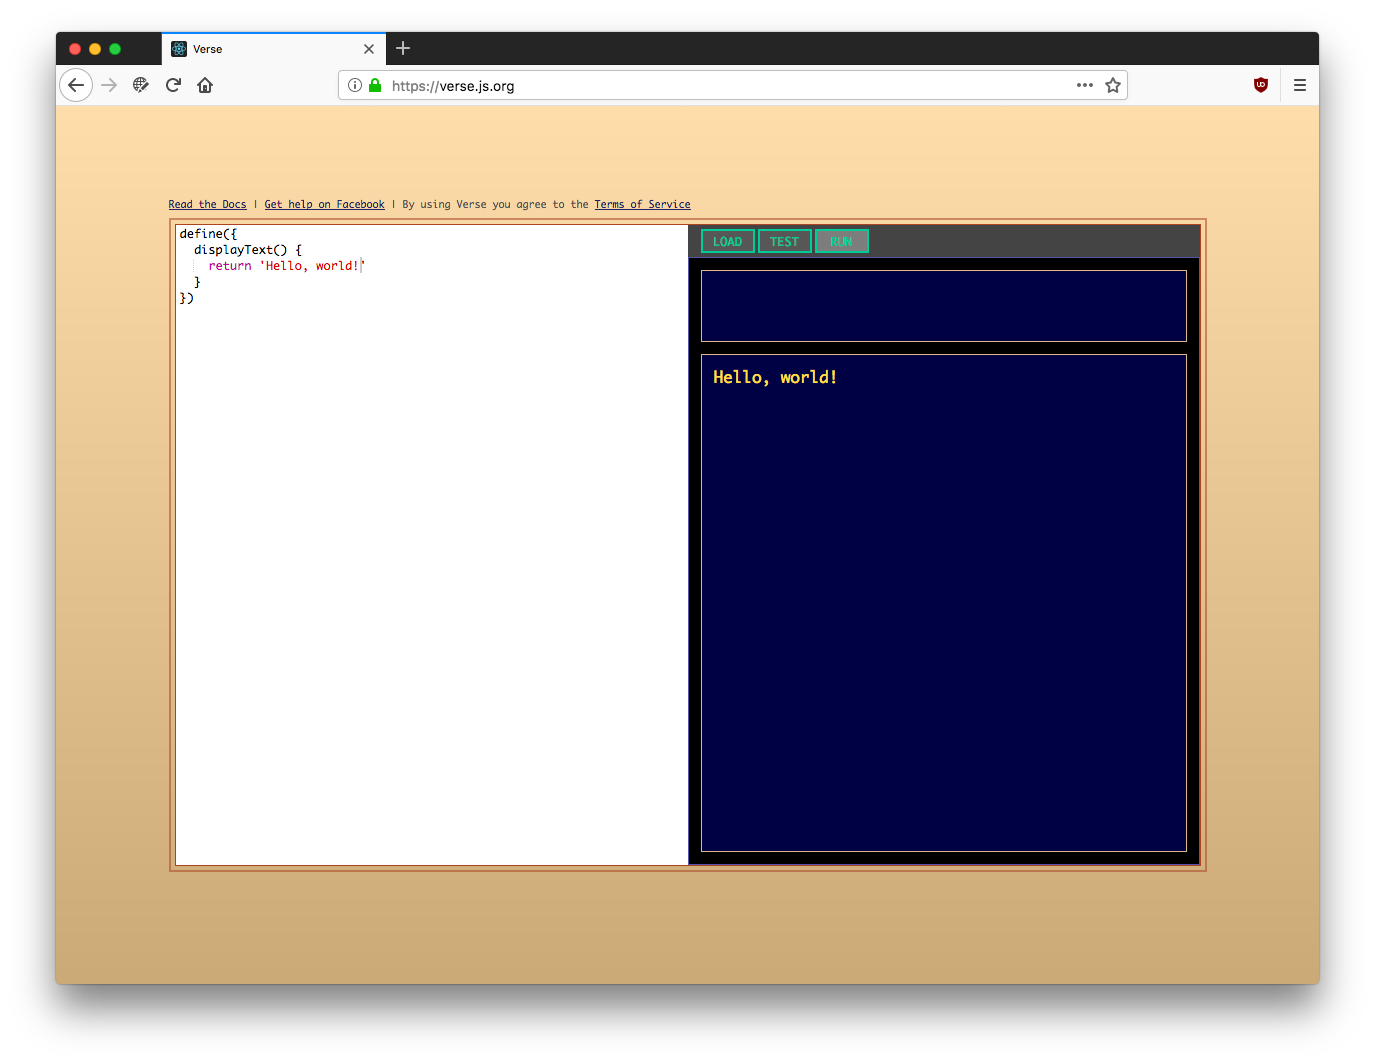 Verse
https://verse.js.org
Read the Docs | Get help on Facebook | By using Verse you agree to the Terms of Service
define({
  displayText() {
    return 'Hello, world!'
  }
})
LOAD TEST RUN
Hello, world!